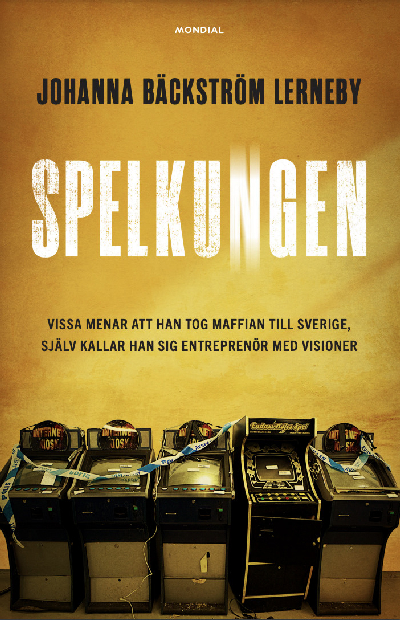 MONDIAL
JOHANNA BÄCKSTRÖM LERNEBY
SPELKUNGEN
VISSA MENAR ATT HAN TOG MAFFIAN TILL SVERIGE,
SJÄLV KALLAR HAN SIG ENTREPRENÖR MED VISIONER
INTERNET